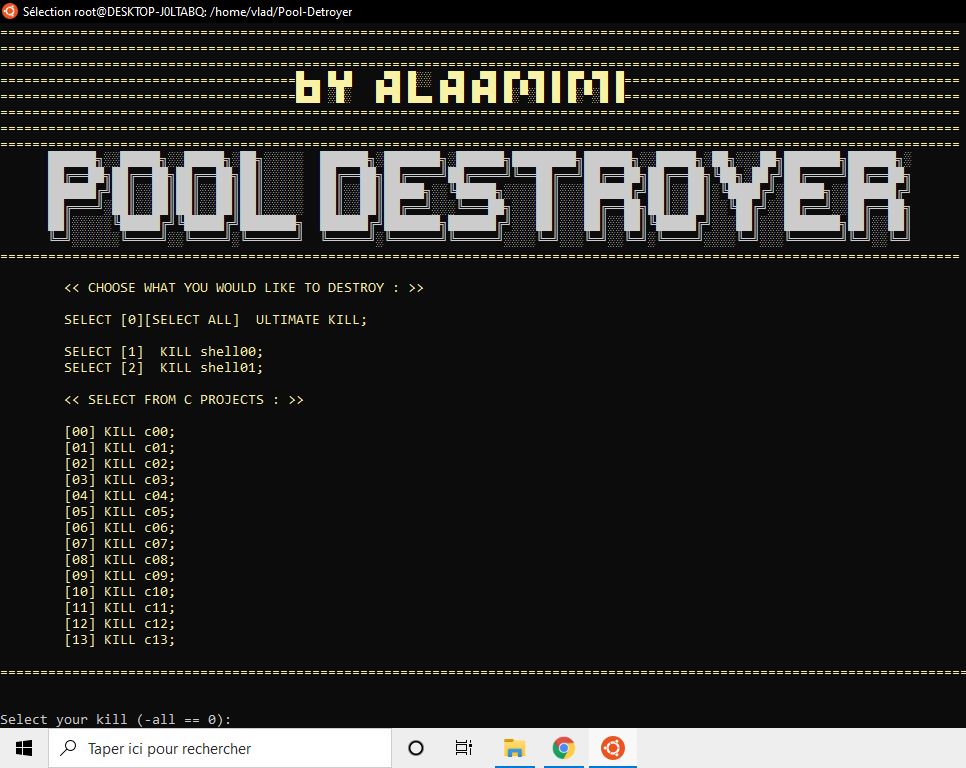 Sélection root@DESKTOP-J0LTABQ: /home/vlad/Pool-Detroyer
bY ALAAMIMI
POOL DESTROYER
<< CHOOSE WHAT YOU WOULD LIKE TO DESTROY : >>
SELECT [0][SELECT ALL]  ULTIMATE KILL;
SELECT [1]  KILL shell00;
SELECT [2]  KILL shell01;
<< SELECT FROM C PROJECTS : >>
[00] KILL c00;
[01] KILL c01;
[02] KILL c02;
[03] KILL c03;
[04] KILL c04;
[05] KILL c05;
[06] KILL c06;
[07] KILL c07;
[08] KILL c08;
[09] KILL c09;
[10] KILL c10;
[11] KILL c11;
[12] KILL c12;
[13] KILL c13;
Select your kill (-all == 0):
Taper ici pour rechercher